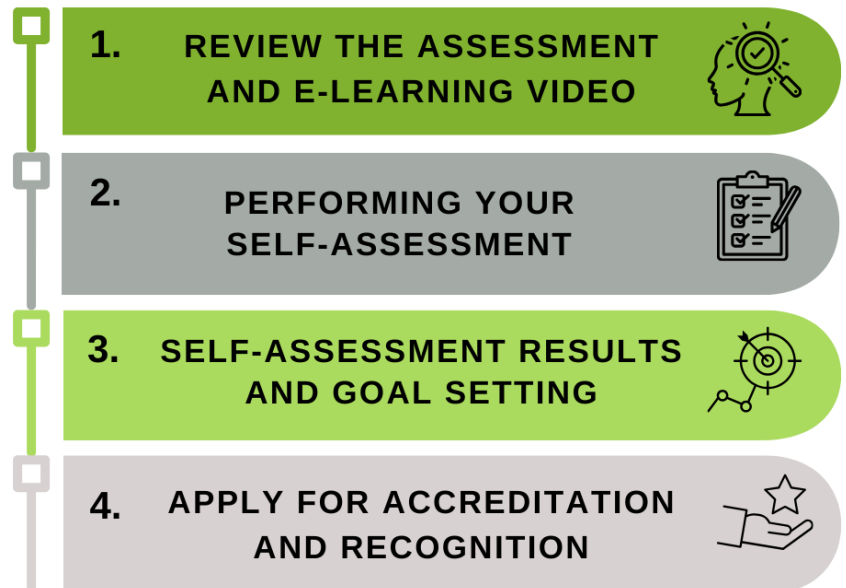 1. REVIEW THE ASSESSMENT
AND E-LEARNING VIDEO
2. PERFORMING YOUR
SELF-ASSESSMENT
3. SELF-ASSESSMENT RESULTS
AND GOAL SETTING
4. APPLY FOR ACCREDITATION
AND RECOGNITION